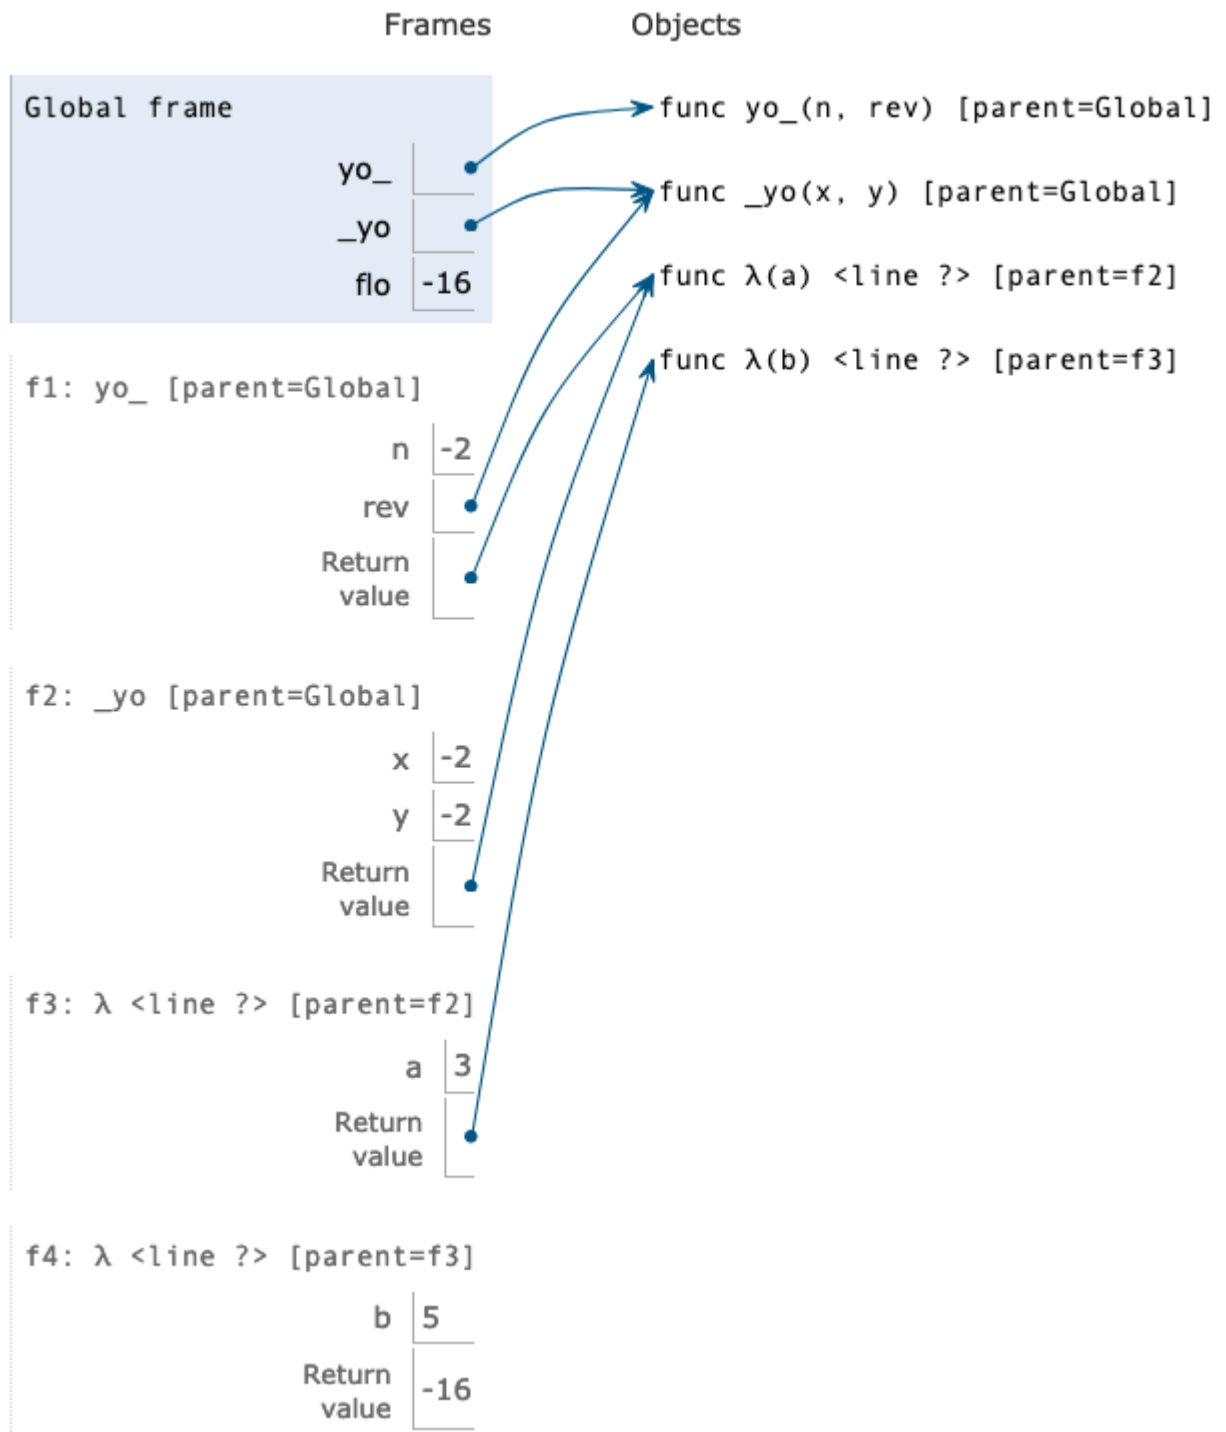 Frames Objects
Global frame
yo_
_yo
flo -16
func yo_(n, rev) [parent=Global]
func _yo(x, y) [parent=Global]
func λ(a) <line ?> [parent=f2]
func λ(b) <line ?> [parent=f3]
f1: yo_ [parent=Global]
n -2
rev
Return
value
f2: _yo [parent=Global]
x -2
y -2
Return
value
f3: λ <line ?> [parent=f2]
a 3
Return
value
f4: λ <line ?> [parent=f3]
b 5
Return
value -16